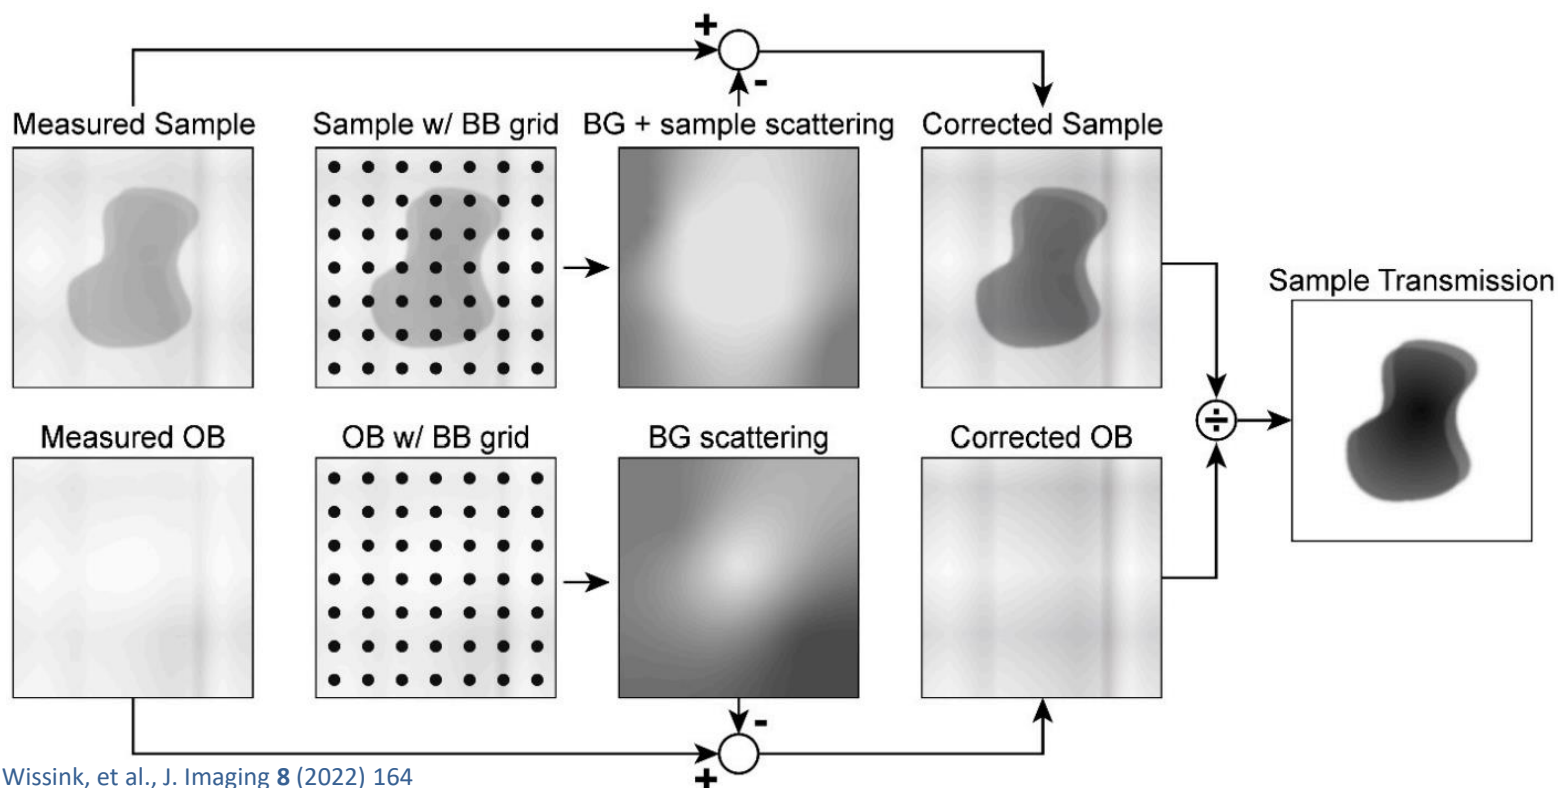 +
-
Measured Sample
Sample w/ BB grid
BG + sample scattering
Corrected Sample
Sample Transmission
÷
Measured OB
OB w/ BB grid
BG scattering
Corrected OB
-
+
Wissink, et al., J. Imaging 8 (2022) 164